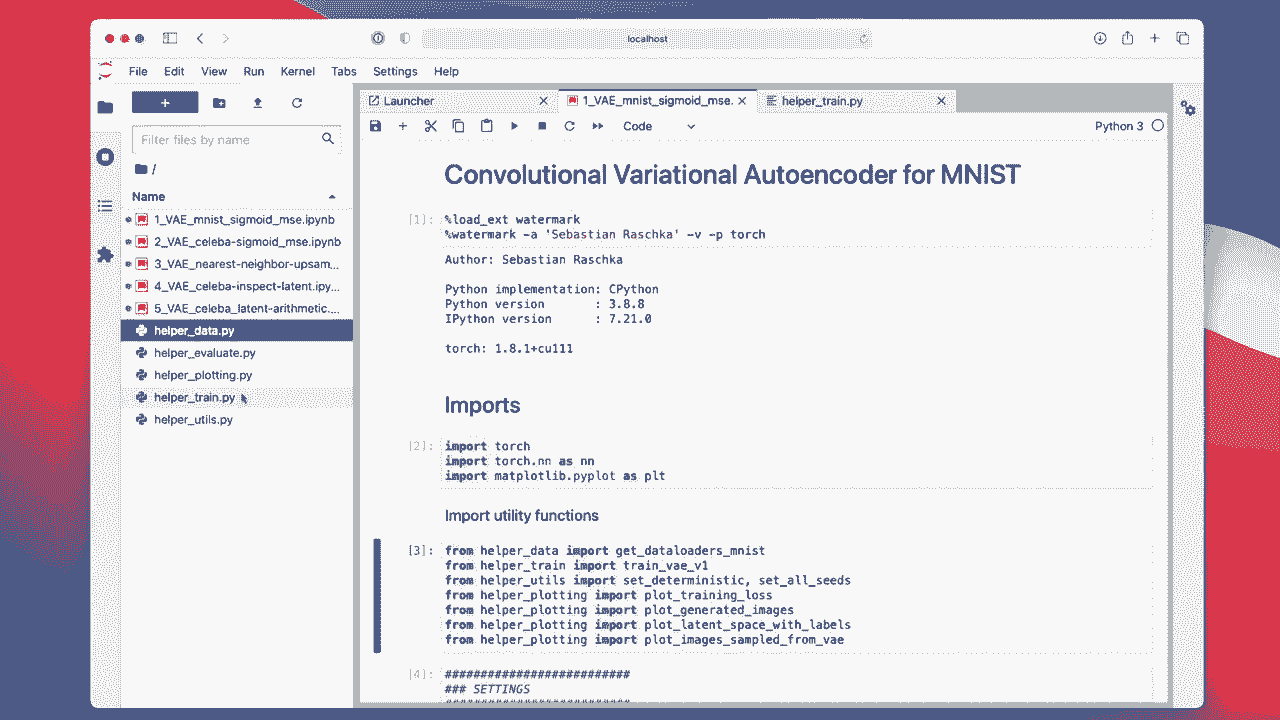 localhost
File Edit View Run Kernel Tabs Settings Help
+
Filter files by name
/
Name
1_VAE_mnist_sigmoid_mse.ipynb
2_VAE_celeba-sigmoid_mse.ipynb
3_VAE_nearest-neighbor-upsam...
4_VAE_celeba-inspect-latent.ipy...
5_VAE_celeba_latent-arithmetic....
helper_data.py
helper_evaluate.py
helper_plotting.py
helper_train.py
helper_utils.py
Launcher 1_VAE_mnist_sigmoid_mse. helper_train.py
Code Python 3
Convolutional Variational Autoencoder for MNIST
[1]: %load_ext watermark
%watermark -a 'Sebastian Raschka' -v -p torch
Author: Sebastian Raschka
Python implementation: CPython
Python version : 3.8.8
IPython version : 7.21.0
torch: 1.8.1+cu111
Imports
[2]: import torch
import torch.nn as nn
import matplotlib.pyplot as plt
Import utility functions
[3]: from helper_data import get_dataloaders_mnist
from helper_train import train_vae_v1
from helper_utils import set_deterministic, set_all_seeds
from helper_plotting import plot_training_loss
from helper_plotting import plot_generated_images
from helper_plotting import plot_latent_space_with_labels
from helper_plotting import plot_images_sampled_from_vae
[4]: ##########################
### SETTINGS